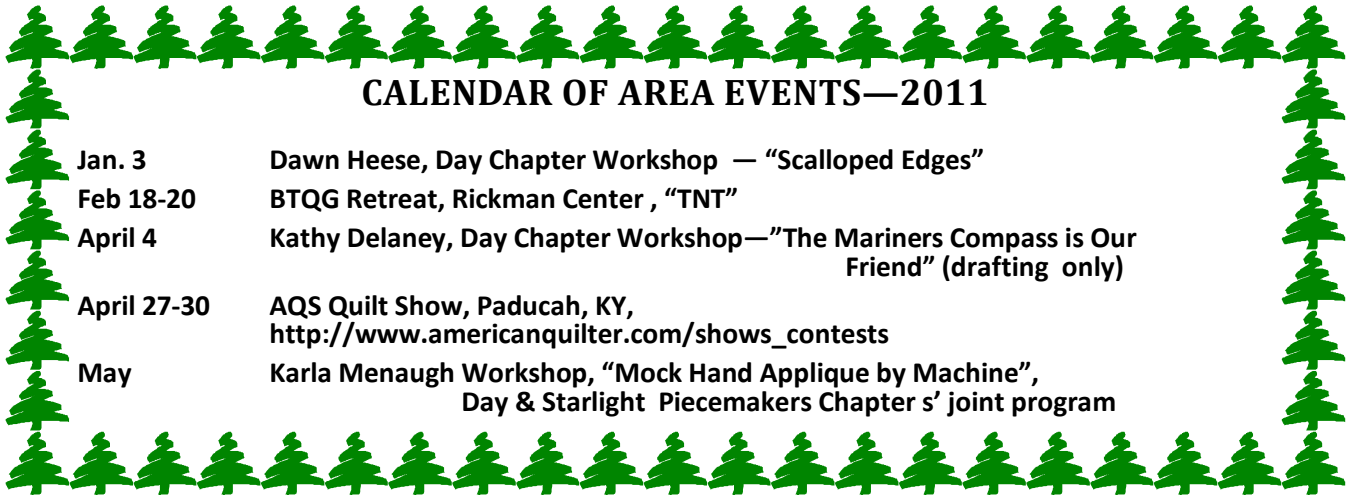 CALENDAR OF AREA EVENTS—2011
Jan. 3 Dawn Heese, Day Chapter Workshop — “Scalloped Edges”
Feb 18-20 BTQG Retreat, Rickman Center , “TNT”
April 4 Kathy Delaney, Day Chapter Workshop—”The Mariners Compass is Our
Friend” (drafting only)
April 27-30 AQS Quilt Show, Paducah, KY,
http://www.americanquilter.com/shows_contests
May Karla Menaugh Workshop, “Mock Hand Applique by Machine”,
Day & Starlight Piecemakers Chapter s’ joint program